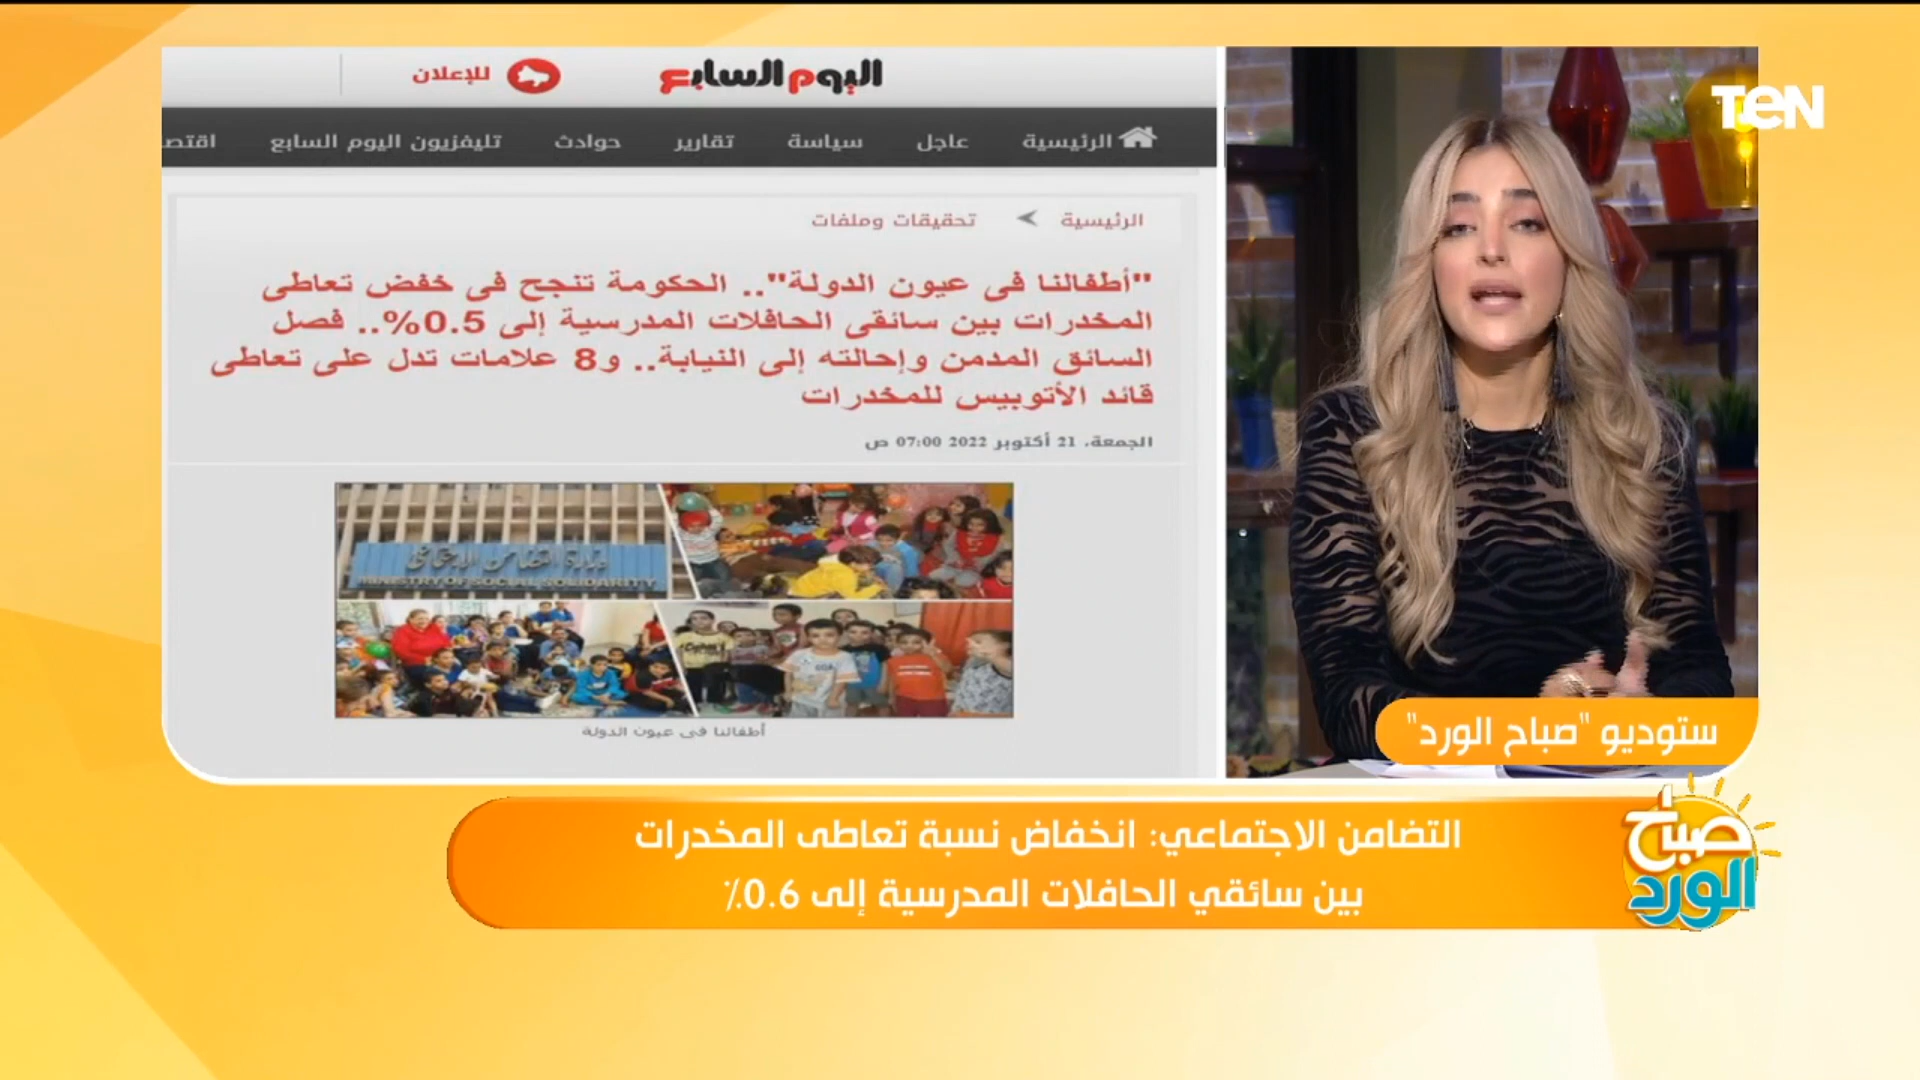 TEN
اليوم السابع
للإعلان
الرئيسية عاجل سياسة تقارير حوادث تليفزيون اليوم السابع اقتص
الرئيسية تحقيقات وملفات
"أطفالنا فى عيون الدولة".. الحكومة تنجح فى خفض تعاطى
المخدرات بين سائقى الحافلات المدرسية إلى 0.5%.. فصل
السائق المدمن وإحالته إلى النيابة.. و8 علامات تدل على تعاطى
قائد الأتوبيس للمخدرات
الجمعة، 21 أكتوبر 2022 07:00 ص
وزارة التضامن الاجتماعى
MINISTRY OF SOCIAL SOLIDARITY
أطفالنا فى عيون الدولة
ستوديو "صباح الورد"
صباح
الورد
التضامن الاجتماعي: انخفاض نسبة تعاطى المخدرات
بين سائقي الحافلات المدرسية إلى 0.6٪